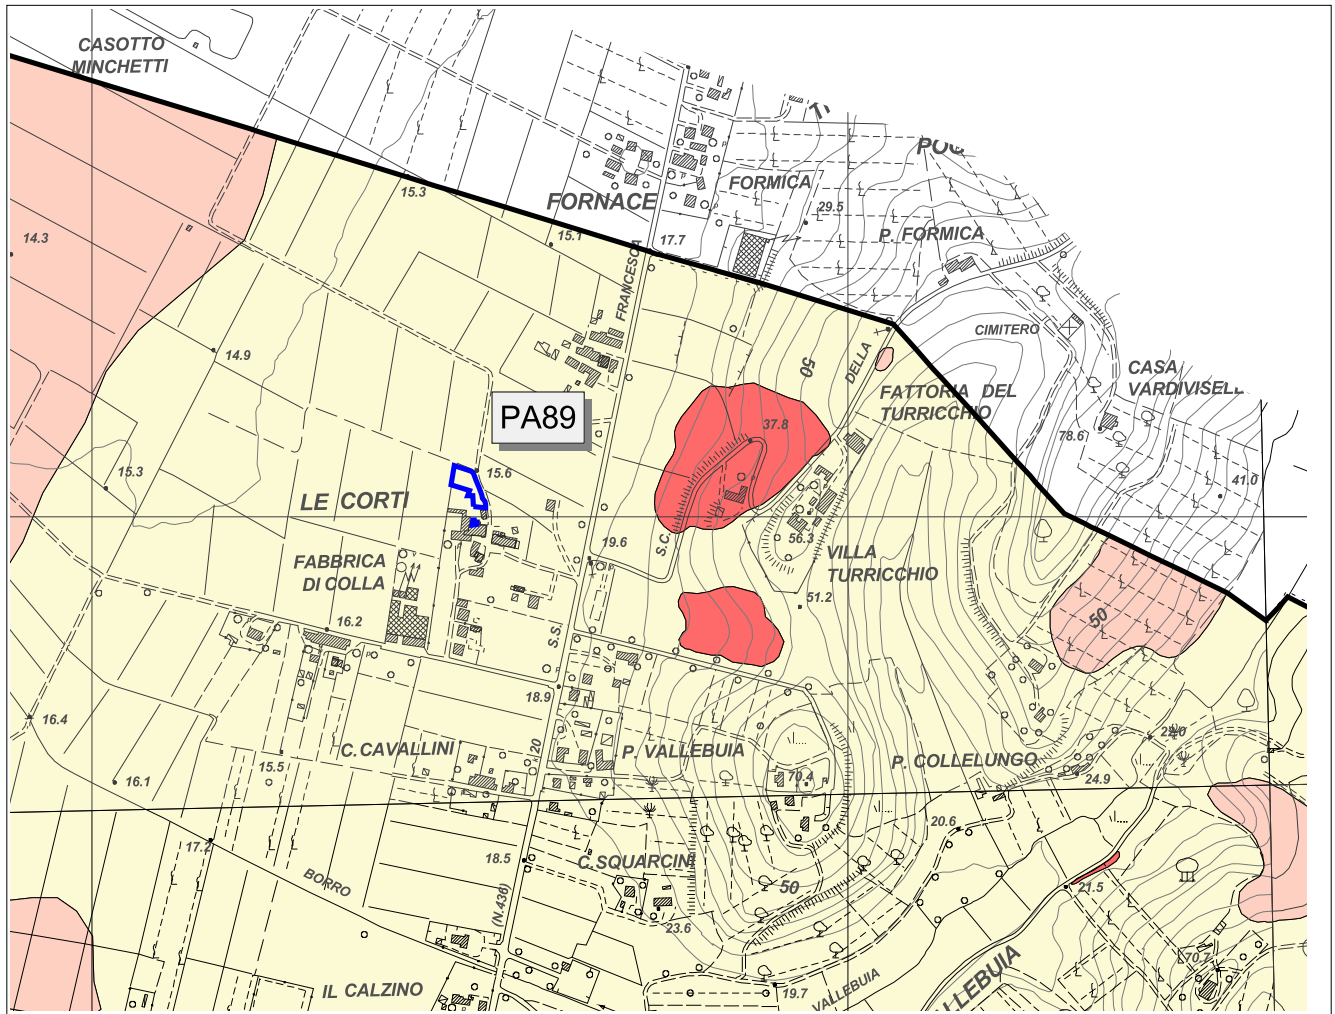 CASOTTO
MINCHETTI
POG
15.3
FORNACE
FORMICA
29.5
14.3
15.1
17.7
P. FORMICA
FRANCESCA
CIMITERO
14.9
50
DELLA
CASA
VARDIVISELL
FATTORIA DEL
TURRICCHIO
PA89
37.8
78.6
15.3
15.6
41.0
LE CORTI
S.C.
56.3
19.6
FABBRICA
DI COLLA
VILLA
TURRICCHIO
51.2
50
16.2
S.S.
18.9
16.4
22.0
C.CAVALLINI
P. VALLEBUIA
P. COLLELUNGO
K 20
15.5
16.1
70.4
24.9
20.6
17.2
18.5
C.SQUARCINI
50
BORRO
21.5
(N.436)
23.6
70.7
IL CALZINO
19.7
VALLEBUIA
ALLEBUIA